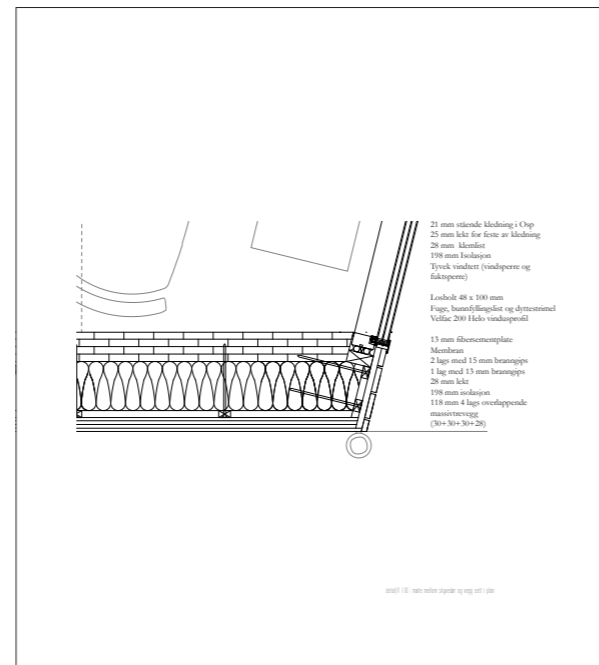 21 mm stående kledning i Osp
25 mm lekt for feste av kledning
28 mm klemlist
198 mm Isolasjon
Tyvek vindtett (vindsperre og
fuktsperre)
Losholt 48 x 100 mm
Fuge, bunnfyllingslist og dyttestrimel
Velfac 200 Helo vindusprofil
13 mm fibersementplate
Membran
2 lags med 15 mm branngips
1 lag med 13 mm branngips
28 mm lekt
198 mm isolasjon
118 mm 4 lags overlappende
massivtrevegg
(30+30+30+28)